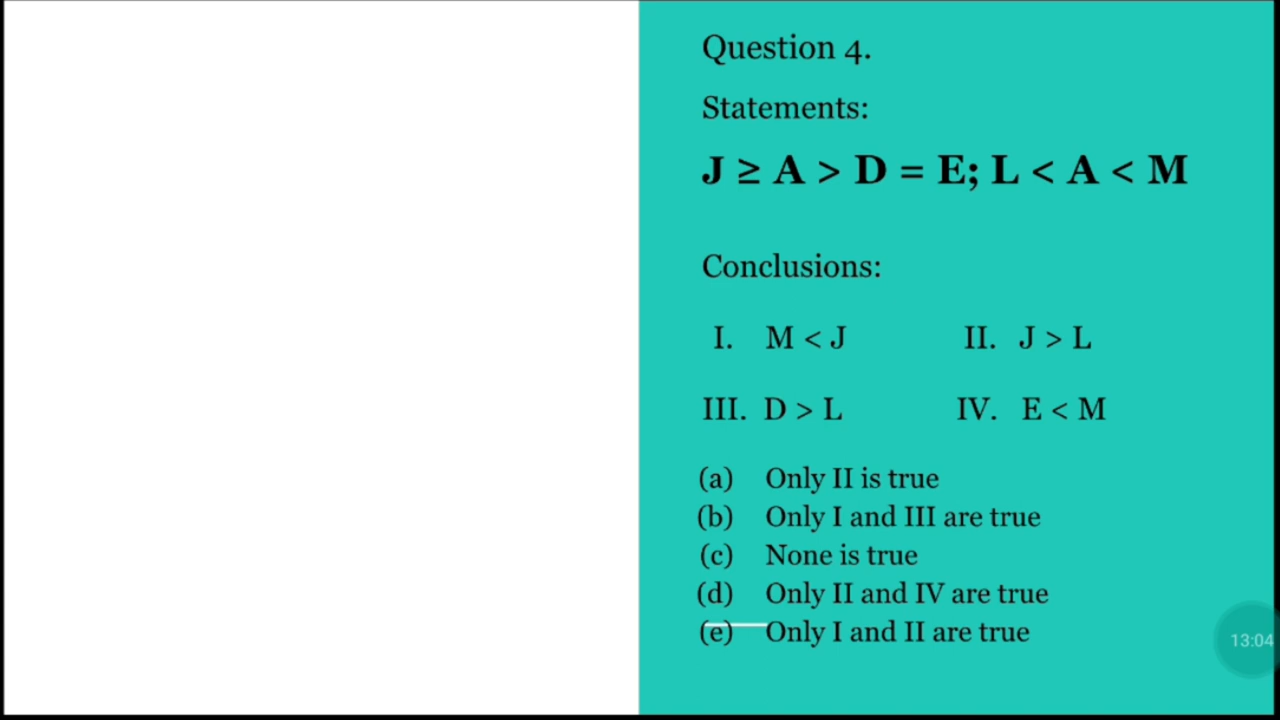 Question 4.
Statements:
J ≥ A > D = E; L < A < M
Conclusions:
I. M < J II. J > L
III. D > L IV. E < M
(a) Only II is true
(b) Only I and III are true
(c) None is true
(d) Only II and IV are true
(e) Only I and II are true
13:04